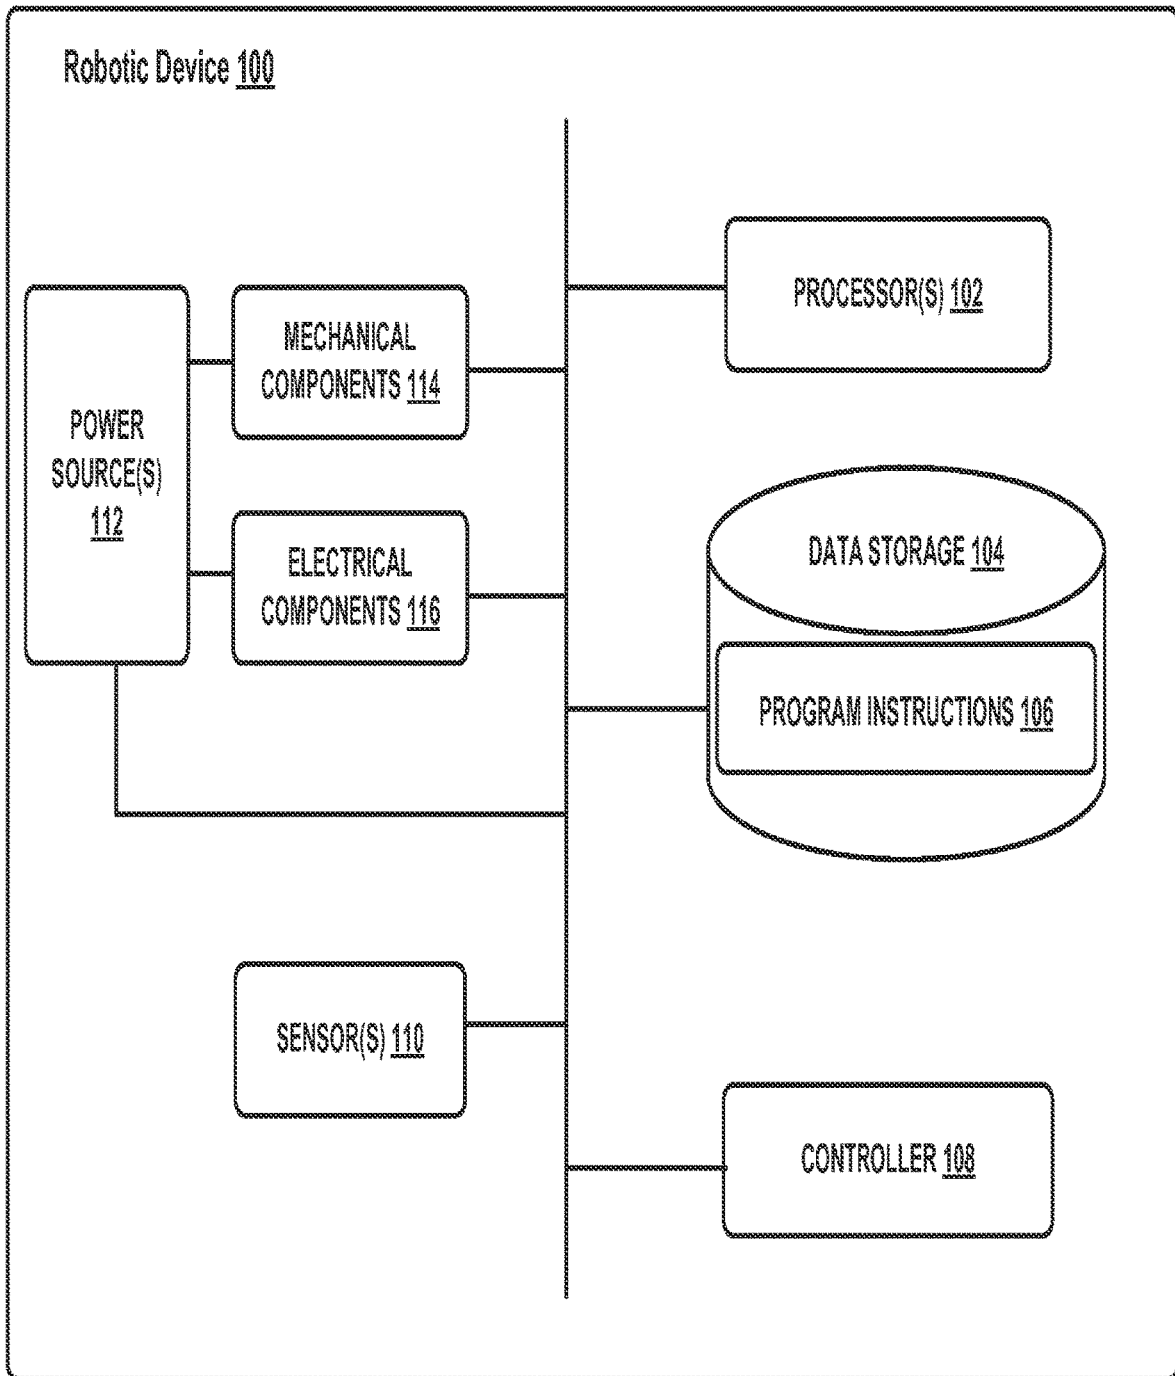 Robotic Device 100
PROCESSOR(S) 102
MECHANICAL
COMPONENTS 114
POWER
SOURCE(S)
112
ELECTRICAL
COMPONENTS 116
DATA STORAGE 104
PROGRAM INSTRUCTIONS 106
SENSOR(S) 110
CONTROLLER 108